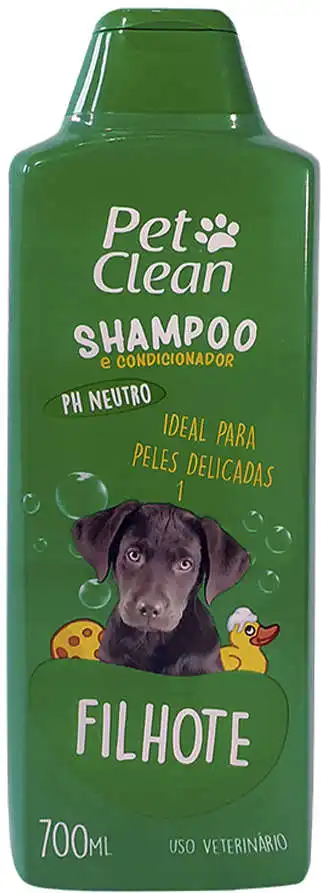 Pet
Clean
SHAMPOO
e CONDICIONADOR
PH NEUTRO
IDEAL PARA
PELES DELICADAS
1
FILHOTE
700ML
USO VETERINÁRIO